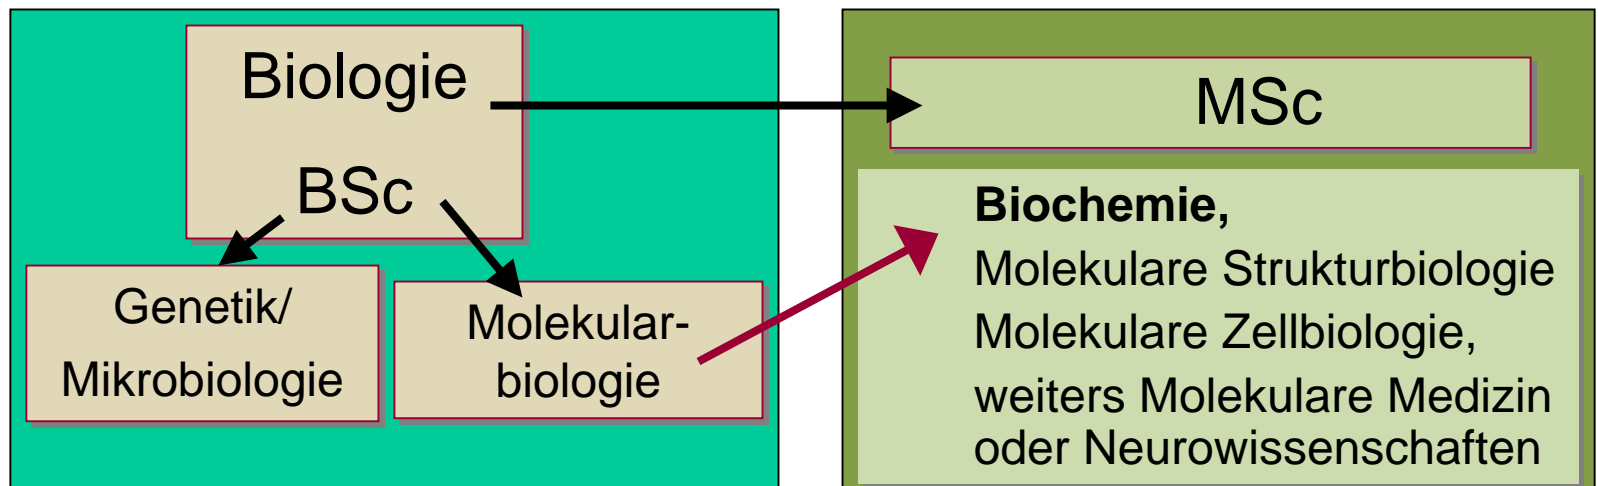 Biologie
BSc
Genetik/
Mikrobiologie
Molekular-
biologie
MSc
Biochemie,
Molekulare Strukturbiologie
Molekulare Zellbiologie,
weiters Molekulare Medizin
oder Neurowissenschaften